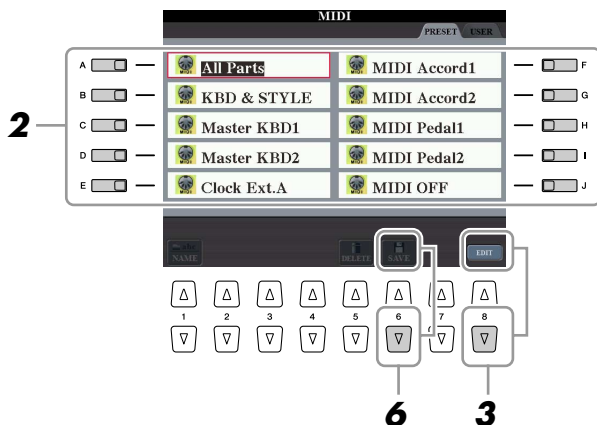 MIDI
PRESET USER
A All Parts MIDI Accord1 F
B KBD & STYLE MIDI Accord2 G
2
C Master KBD1 MIDI Pedal1 H
D Master KBD2 MIDI Pedal2 I
E Clock Ext.A MIDI OFF J
NAME DELETE SAVE EDIT
1 2 3 4 5 6 7 8
6 3